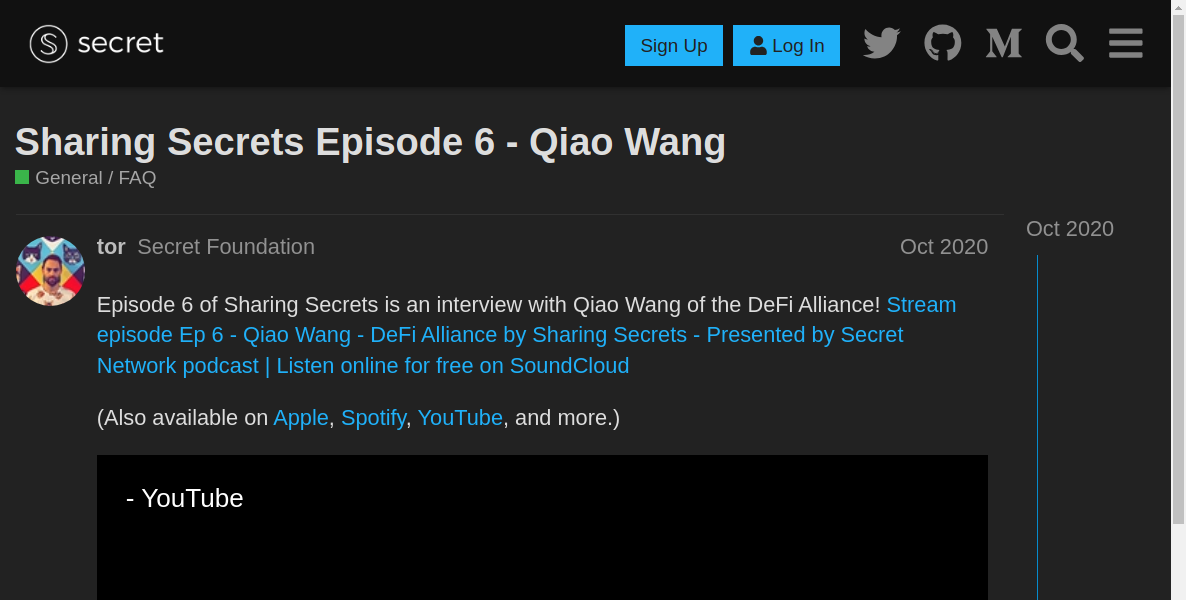 secret
Sign Up
Log In
Sharing Secrets Episode 6 - Qiao Wang
General / FAQ
Oct 2020
tor Secret Foundation
Oct 2020
Episode 6 of Sharing Secrets is an interview with Qiao Wang of the DeFi Alliance! Stream
episode Ep 6 - Qiao Wang - DeFi Alliance by Sharing Secrets - Presented by Secret
Network podcast | Listen online for free on SoundCloud
(Also available on Apple, Spotify, YouTube, and more.)
- YouTube